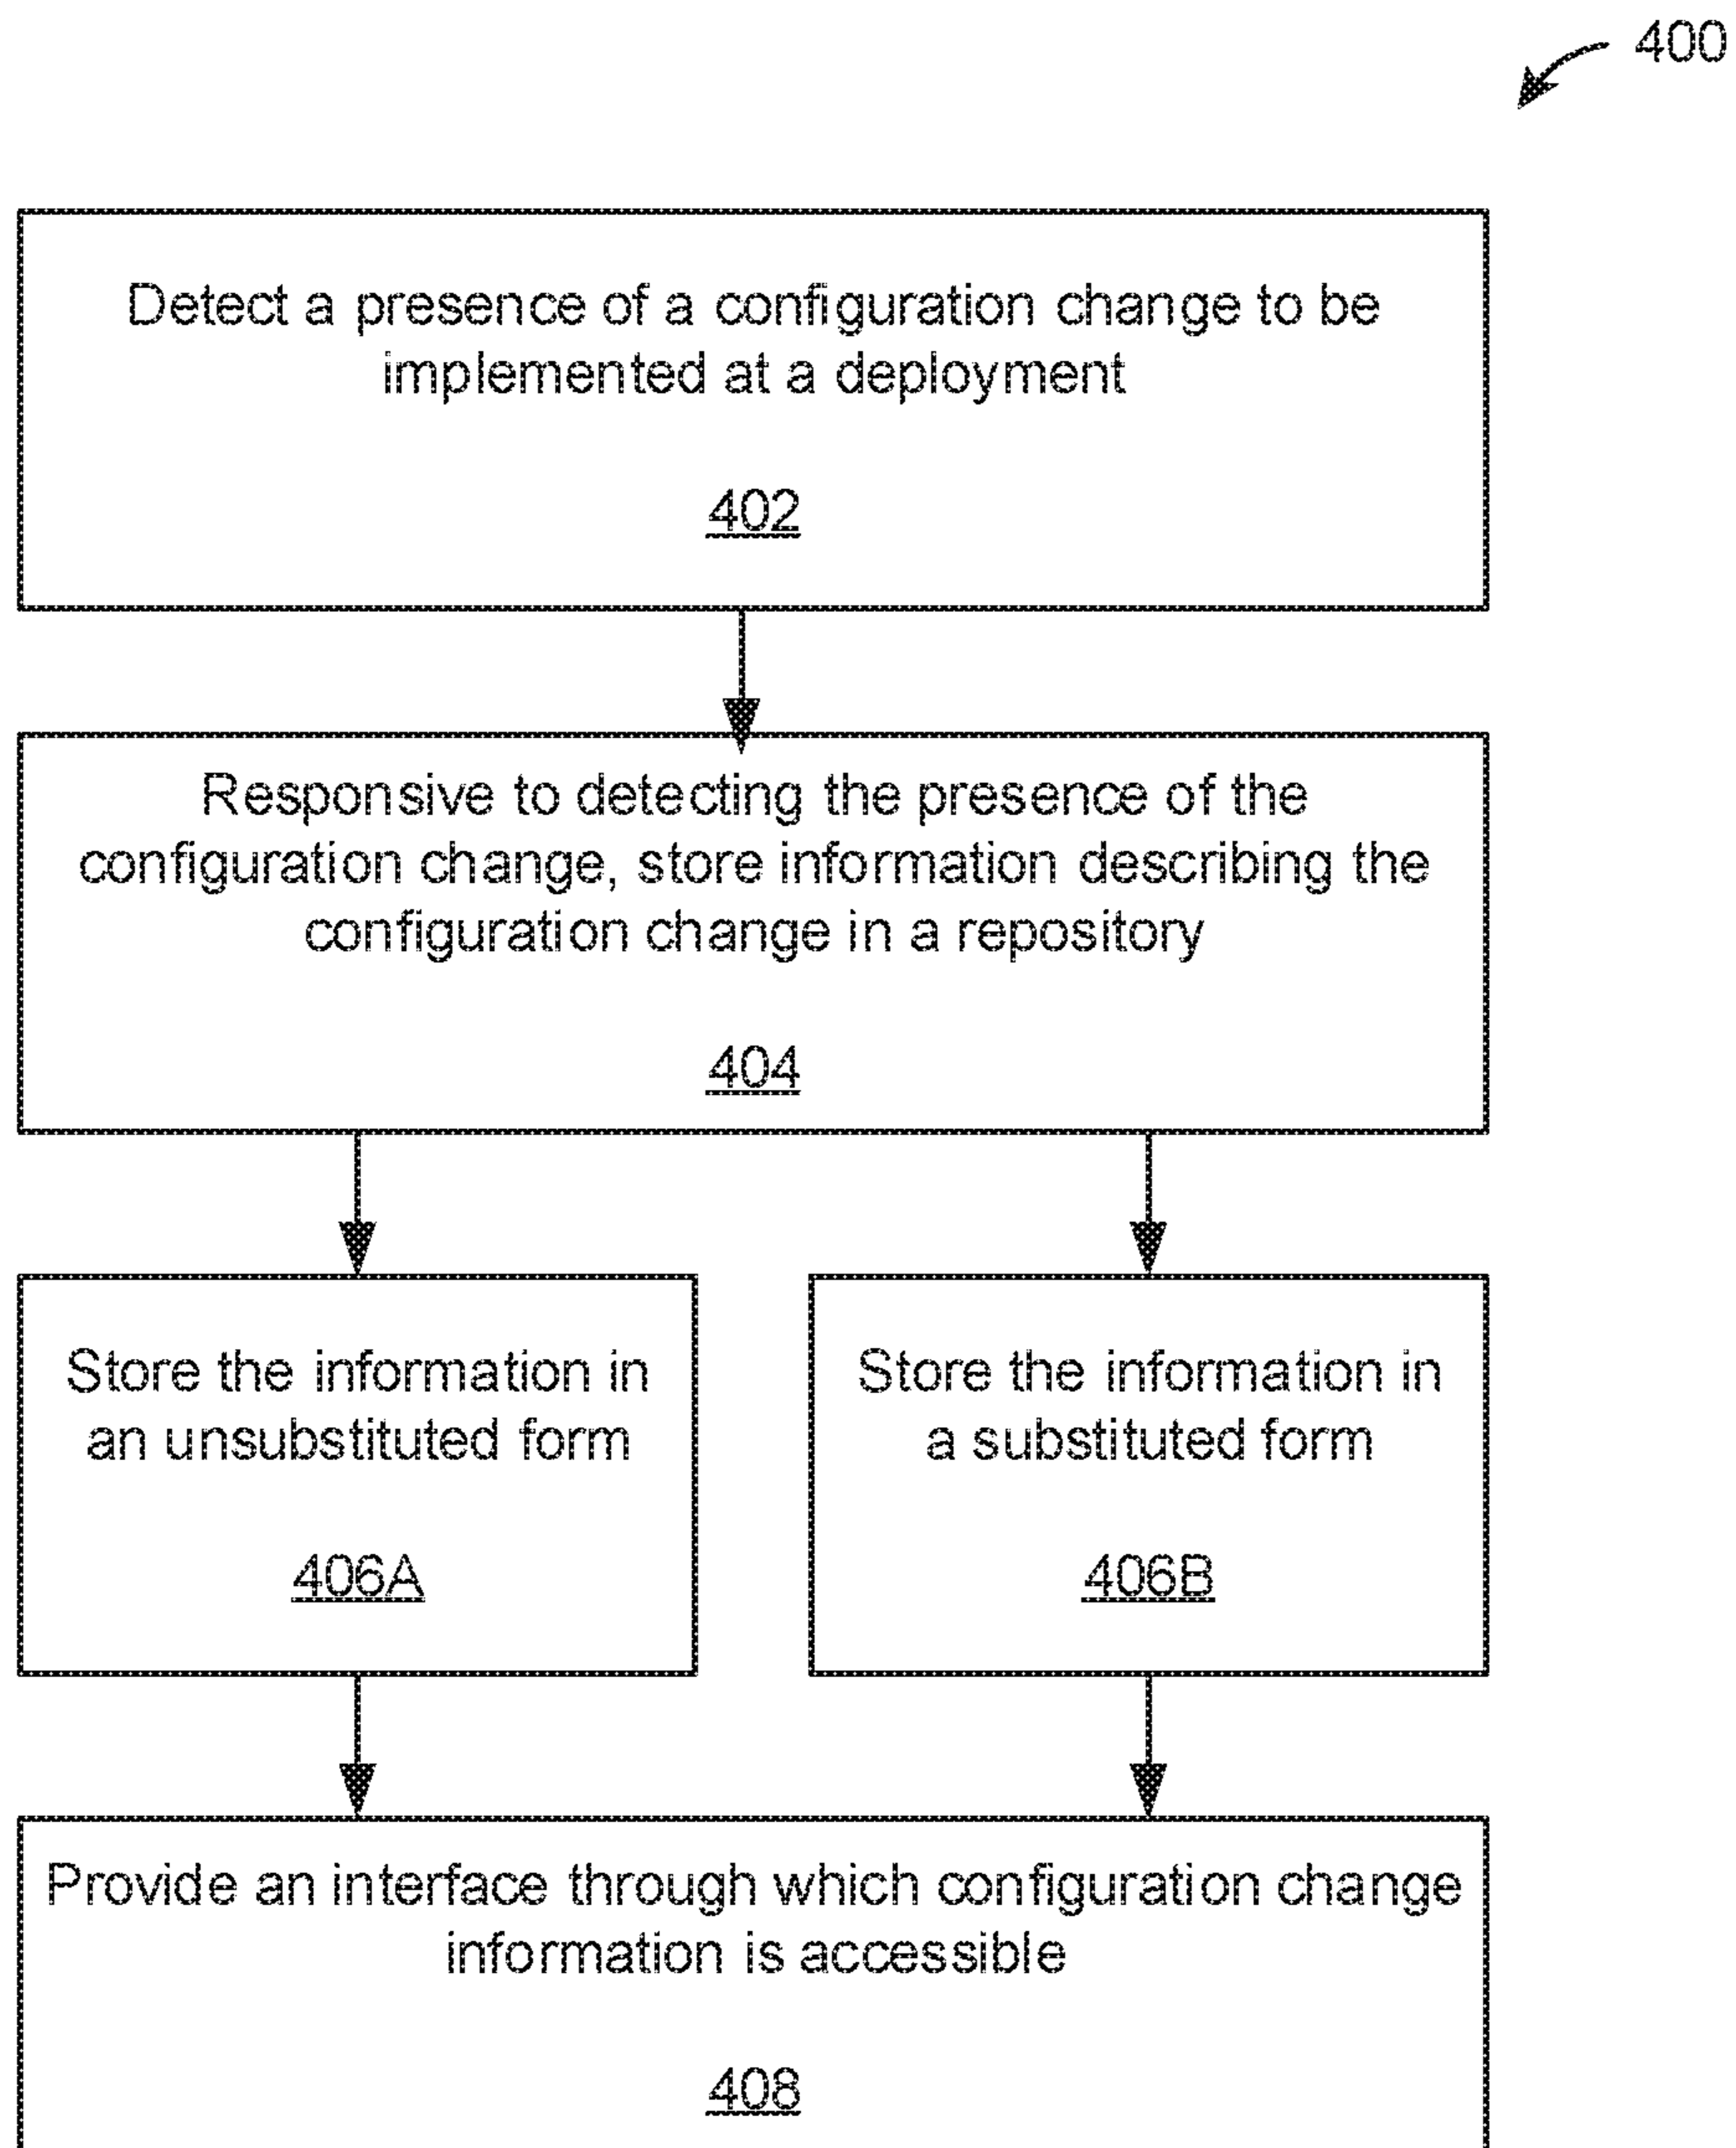 400
Detect a presence of a configuration change to be
implemented at a deployment
402
Responsive to detecting the presence of the
configuration change, store information describing the
configuration change in a repository
404
Store the information in
an unsubstituted form
406A
Store the information in
a substituted form
406B
Provide an interface through which configuration change
information is accessible
408